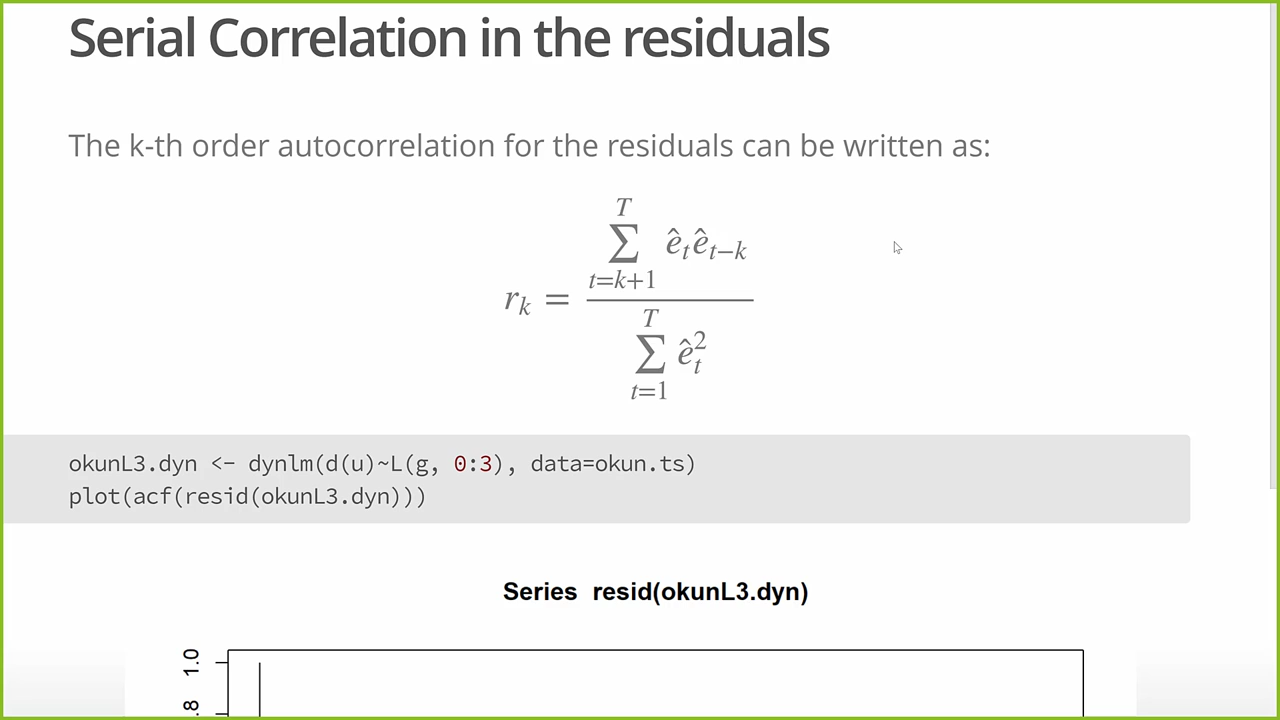 Serial Correlation in the residuals
The k-th order autocorrelation for the residuals can be written as:
T
∑ ê_t ê_{t−k}
t=k+1
r_k =
T
∑ ê_t^2
t=1
okunL3.dyn <- dynlm(d(u)~L(g, 0:3), data=okun.ts)
plot(acf(resid(okunL3.dyn)))
Series resid(okunL3.dyn)
1.0
.8